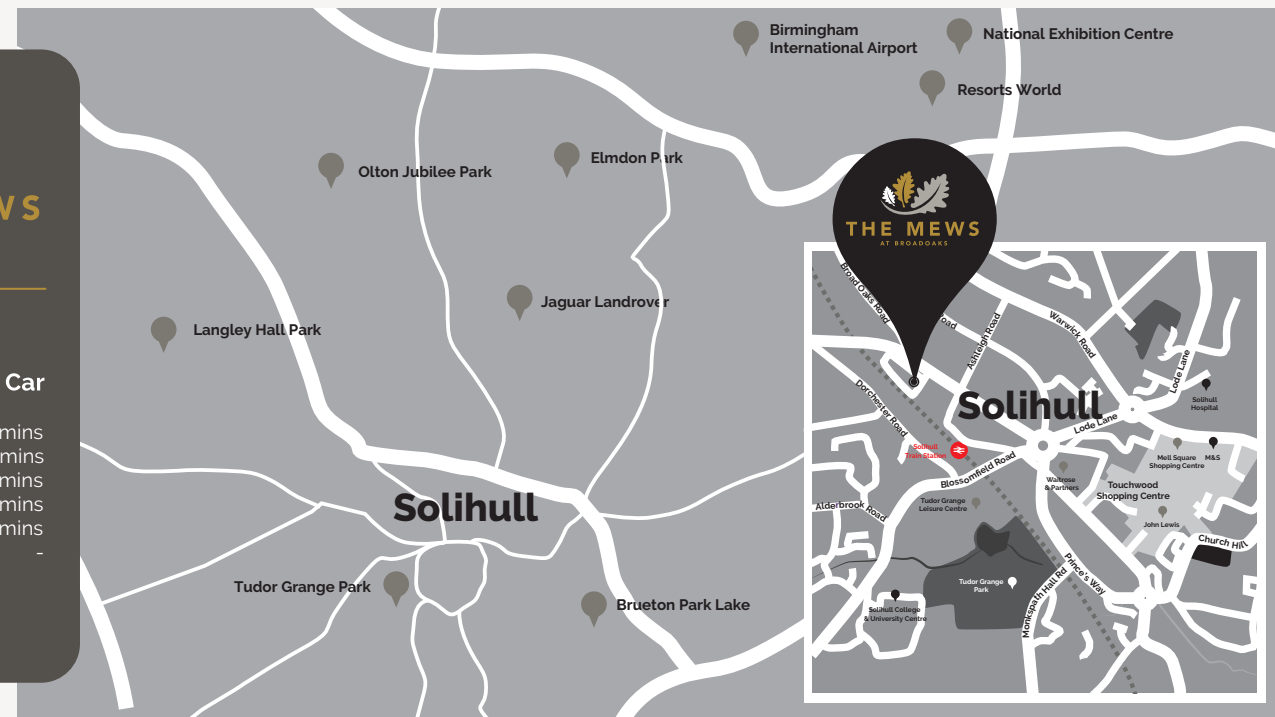 WS
Car
mins
mins
mins
mins
mins
-
Birmingham
International Airport
National Exhibition Centre
Resorts World
Olton Jubilee Park
Elmdon Park
Jaguar Landrover
Langley Hall Park
Solihull
Tudor Grange Park
Brueton Park Lake
THE MEWS
AT BROADOAKS
Broad Oaks Road
Road
Ashleigh Road
Warwick Road
Lode Lane
Solihull
Hospital
Dorchester Road
Solihull
Lode Lane
Solihull
Train Station
Blossomfield Road
Mell Square
Shopping Centre
M&S
Waitrose
& Partners
Touchwood
Shopping Centre
Tudor Grange
Leisure Centre
Alderbrook Road
John Lewis
Church Hill
Prince's Way
Monkspath Hall Rd
Tudor Grange
Park
Solihull College
& University Centre